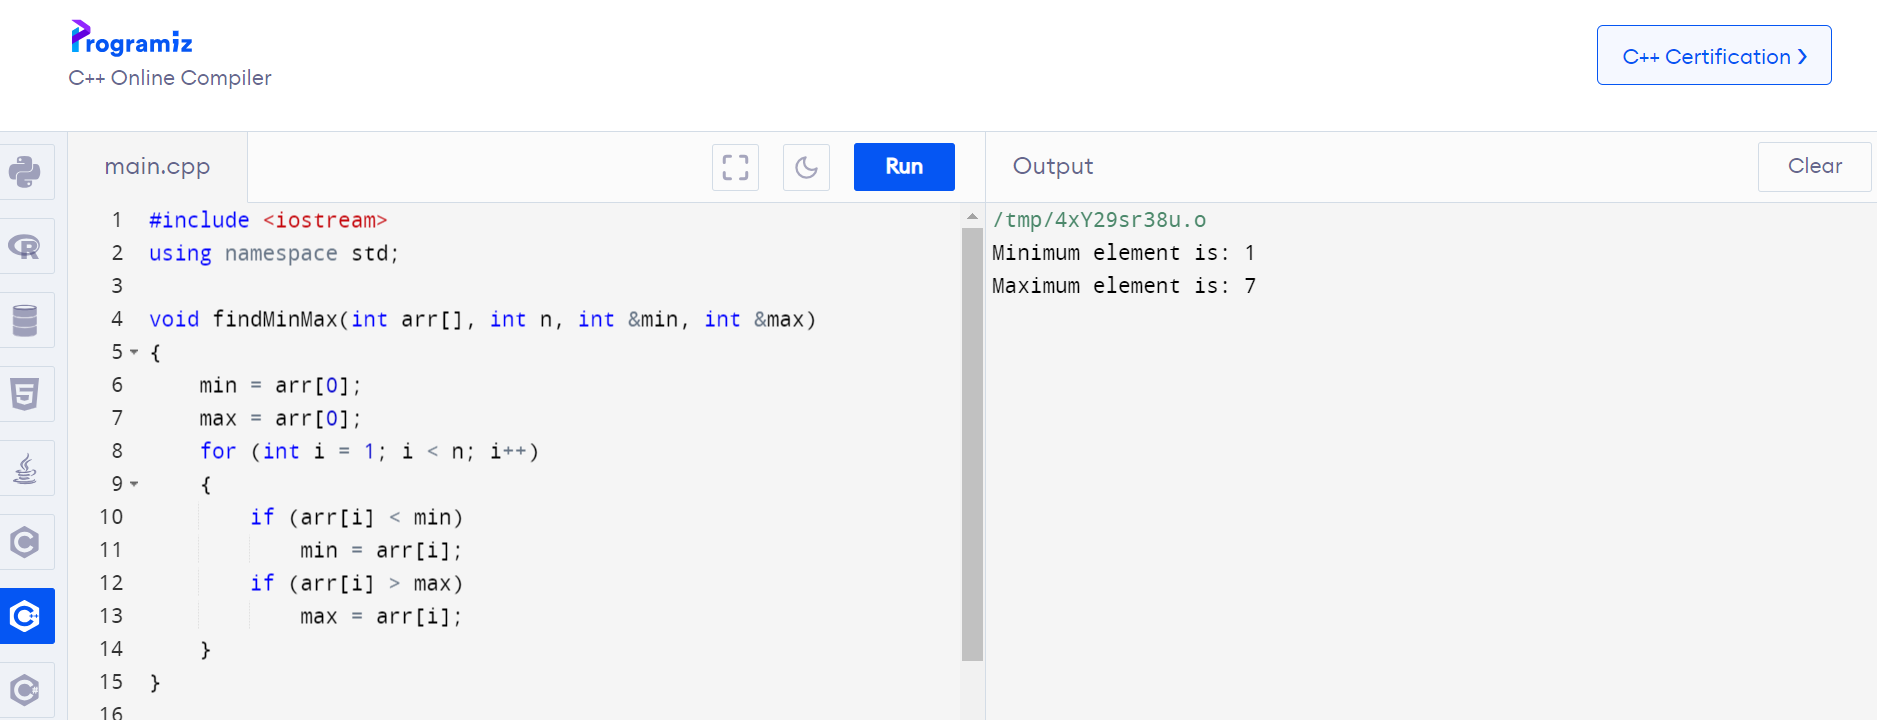 Programiz
C++ Online Compiler
C++ Certification
main.cpp
Run
Output
Clear
1 #include <iostream>
2 using namespace std;
3
4 void findMinMax(int arr[], int n, int &min, int &max)
5 {
6     min = arr[0];
7     max = arr[0];
8     for (int i = 1; i < n; i++)
9     {
10         if (arr[i] < min)
11             min = arr[i];
12         if (arr[i] > max)
13             max = arr[i];
14     }
15 }
16
/tmp/4xY29sr38u.o
Minimum element is: 1
Maximum element is: 7